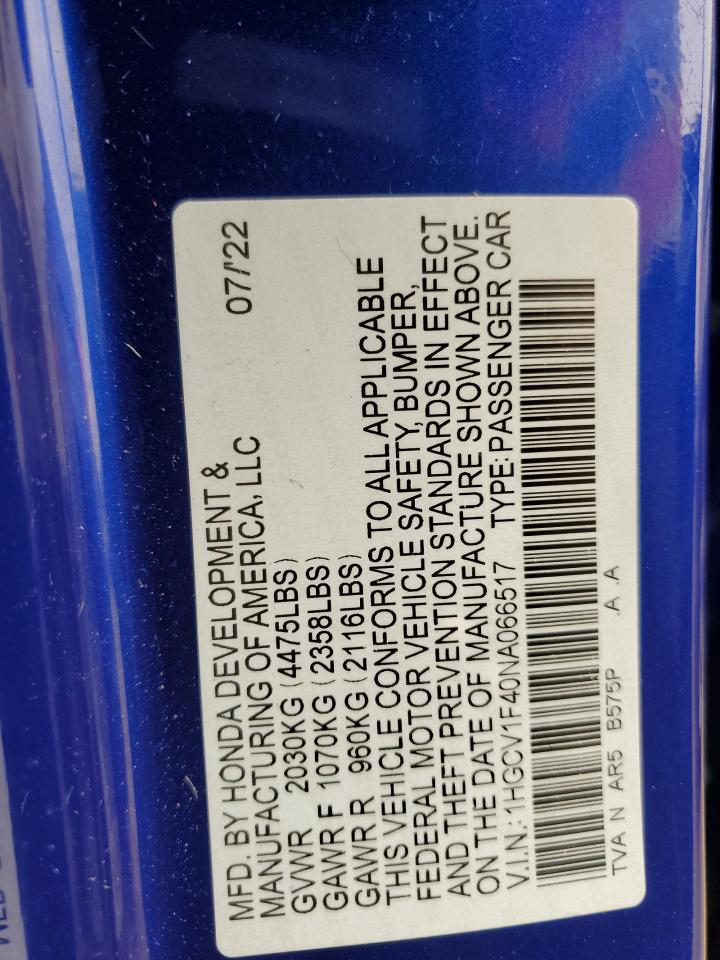 MFD. BY HONDA DEVELOPMENT &
MANUFACTURING OF AMERICA, LLC 07/'22
GVWR 2030KG (4475LBS)
GAWR F 1070KG (2358LBS)
GAWR R 960KG (2116LBS)
THIS VEHICLE CONFORMS TO ALL APPLICABLE
FEDERAL MOTOR VEHICLE SAFETY, BUMPER,
AND THEFT PREVENTION STANDARDS IN EFFECT
ON THE DATE OF MANUFACTURE SHOWN ABOVE.
V.I.N.: 1HGCV1F40NA066517 TYPE: PASSENGER CAR
TVA N AR5 B575P .A .A